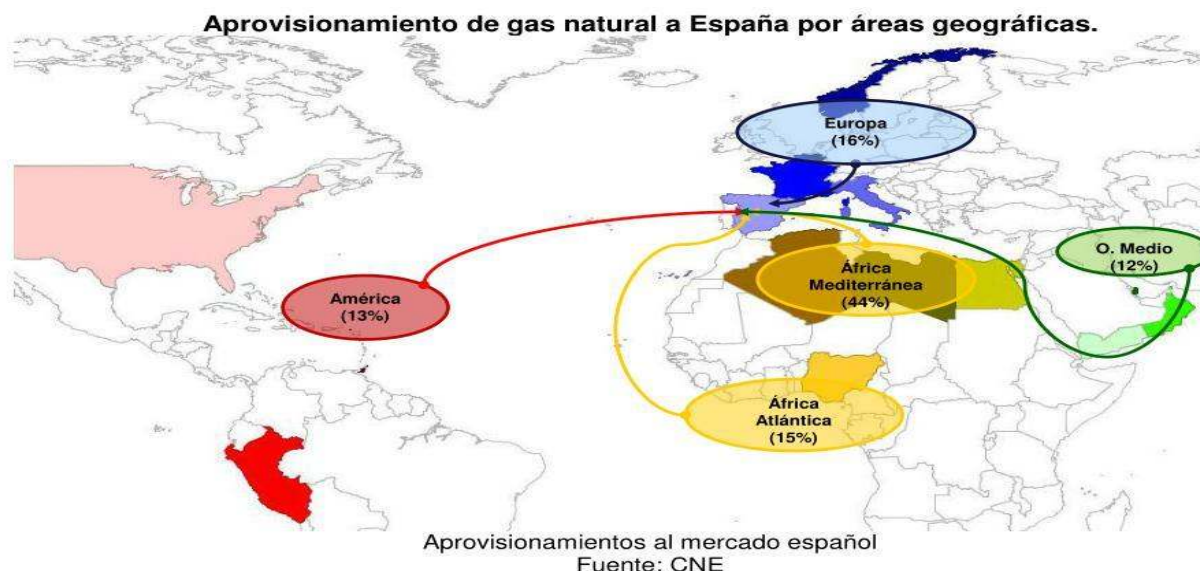 Aprovisionamiento de gas natural a España por áreas geográficas.
Europa
(16%)
O. Medio
(12%)
África
Mediterránea
(44%)
América
(13%)
África
Atlántica
(15%)
Aprovisionamientos al mercado español
Fuente: CNE